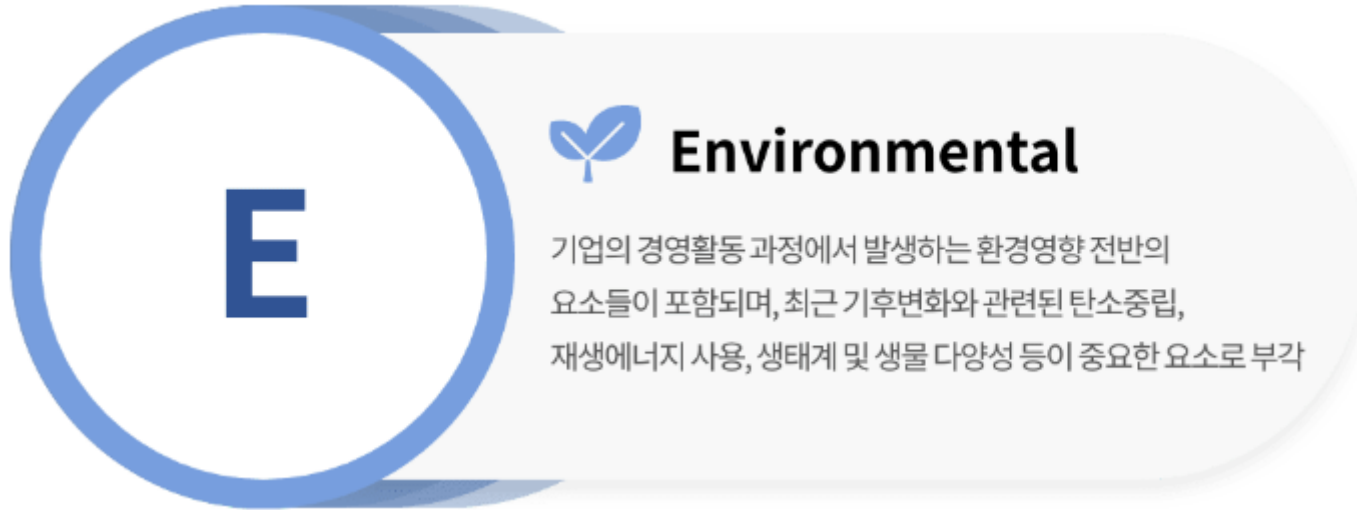 E
Environmental
기업의 경영활동 과정에서 발생하는 환경영향 전반의
요소들이 포함되며, 최근 기후변화와 관련된 탄소중립,
재생에너지 사용, 생태계 및 생물 다양성 등이 중요한 요소로 부각